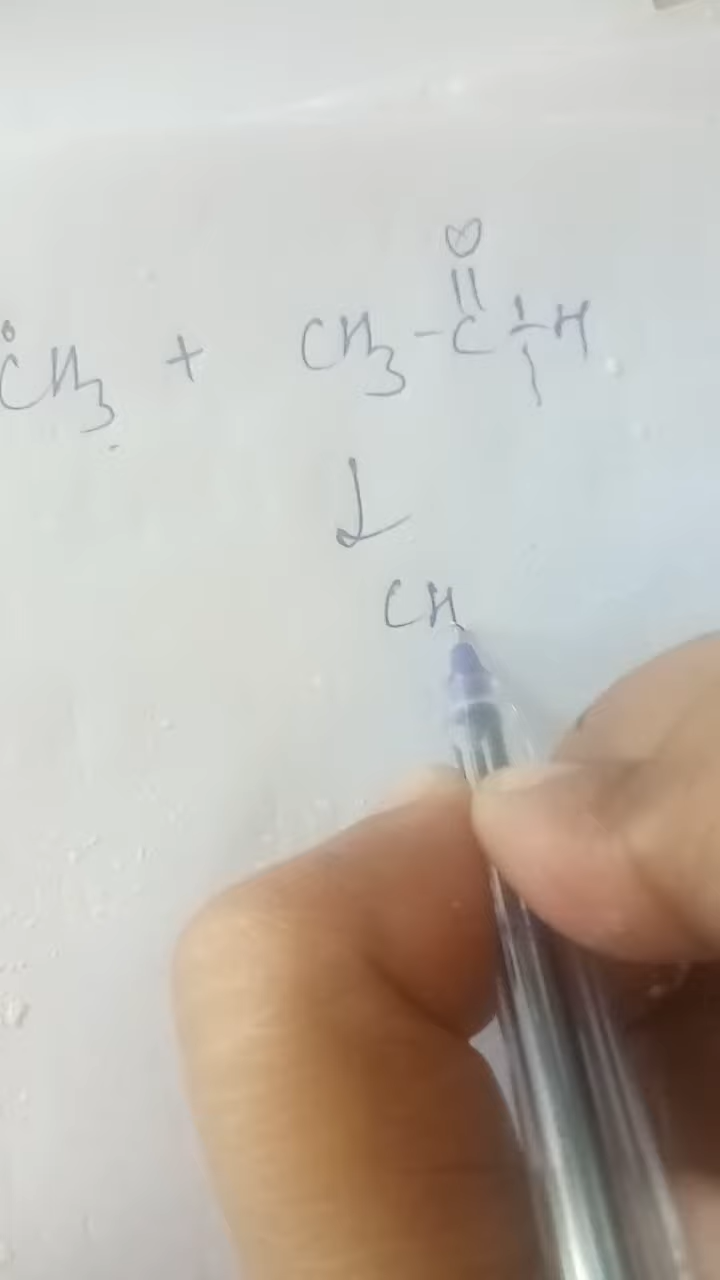 O
||
ĊH₃ + CH₃-C-H
↓
CH